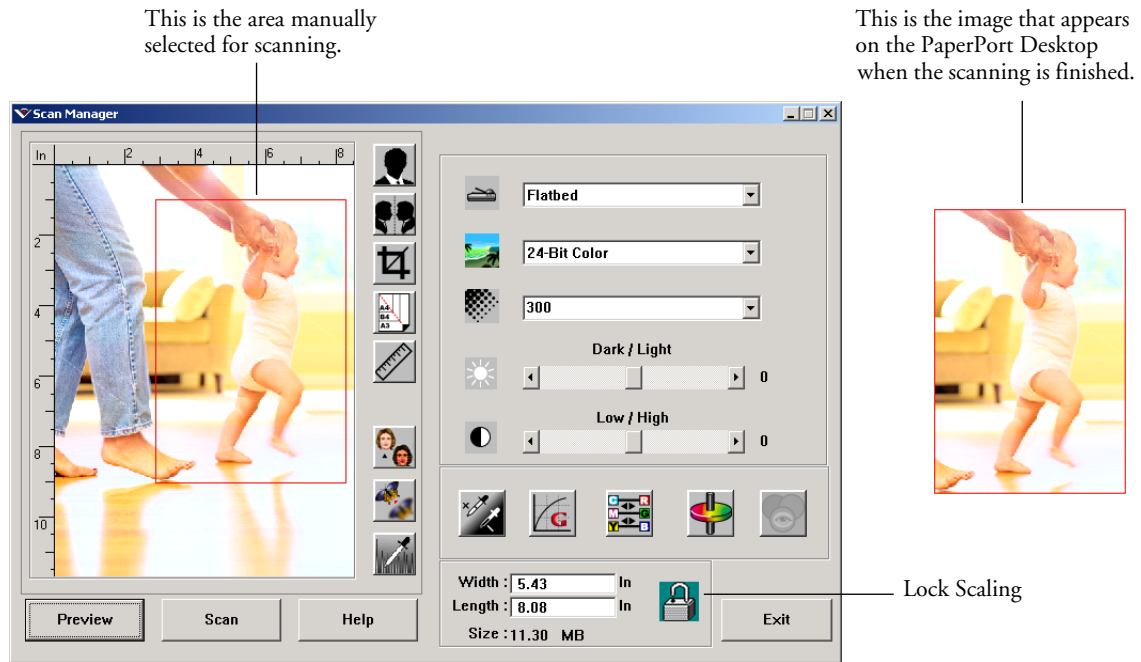 This is the area manually
selected for scanning.
This is the image that appears
on the PaperPort Desktop
when the scanning is finished.
Scan Manager
In 2 4 6 8
2
4
6
8
10
A4
B4
A3
Flatbed
24-Bit Color
300
Dark / Light
0
Low / High
0
G
C R
M G
Y B
Width : 5.43 In
Length : 8.08 In
Size : 11.30 MB
Lock Scaling
Preview Scan Help Exit